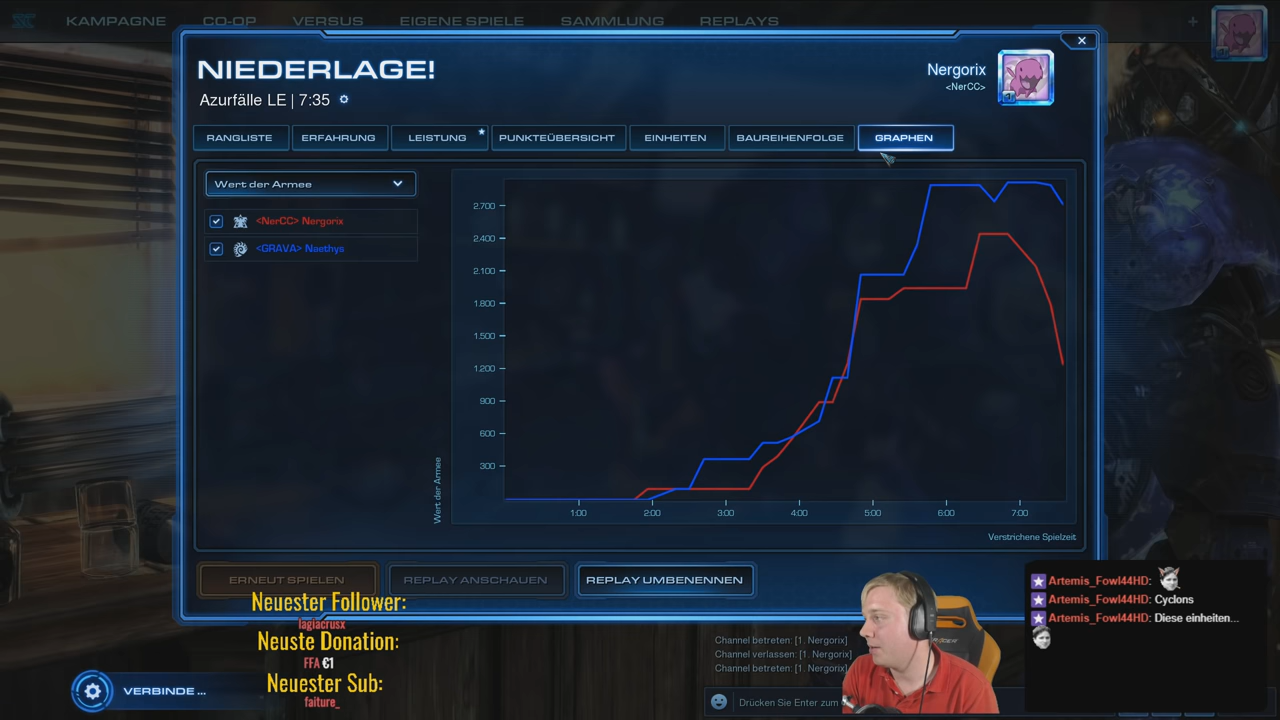 KAMPAGNE
CO-OP
VERSUS
EIGENE SPIELE
SAMMLUNG
REPLAYS
NIEDERLAGE!
Azurfälle LE | 7:35
Nergorix
<NerCC>
RANGLISTE
ERFAHRUNG
LEISTUNG
PUNKTEÜBERSICHT
EINHEITEN
BAUREIHENFOLGE
GRAPHEN
Wert der Armee
<NerCC> Nergorix
<GRAVA> Naethys
2.700
2.400
2.100
1.800
1.500
1.200
900
600
300
Wert der Armee
1:00
2:00
3:00
4:00
5:00
6:00
7:00
Verstrichene Spielzeit
ERNEUT SPIELEN
REPLAY ANSCHAUEN
REPLAY UMBENENNEN
Neuester Follower:
lagiacrusx
Neuste Donation:
FFA €1
Neuester Sub:
faiture_
VERBINDE ...
Channel betreten: [1. Nergorix]
Channel verlassen: [1. Nergorix]
Channel betreten: [1. Nergorix]
Drücken Sie Enter zum
Artemis_Fowl44HD:
Artemis_Fowl44HD: Cyclons
Artemis_Fowl44HD: Diese einheiten...